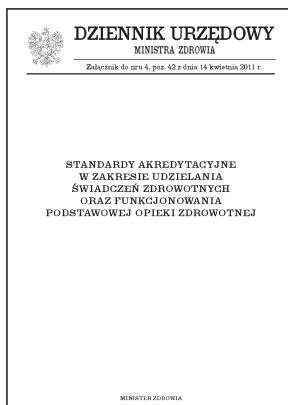 DZIENNIK URZĘDOWY
MINISTRA ZDROWIA
Załącznik do nru 4, poz. 42 z dnia 14 kwietnia 2011 r.
STANDARDY AKREDYTACYJNE
W ZAKRESIE UDZIELANIA
ŚWIADCZEŃ ZDROWOTNYCH
ORAZ FUNKCJONOWANIA
PODSTAWOWEJ OPIEKI ZDROWOTNEJ
MINISTER ZDROWIA